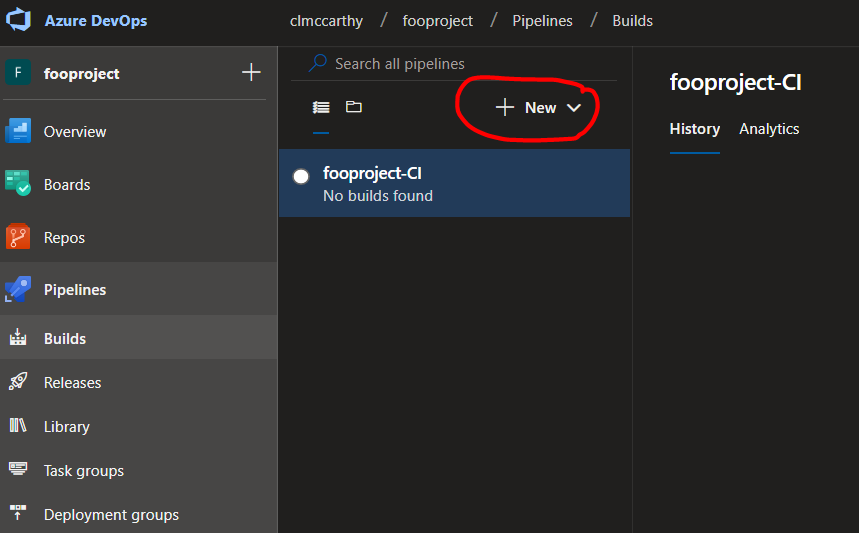 Azure DevOps
clmccarthy / fooproject / Pipelines / Builds
F fooproject
Overview
Boards
Repos
Pipelines
Builds
Releases
Library
Task groups
Deployment groups
Search all pipelines
New
fooproject-CI
No builds found
fooproject-CI
History Analytics